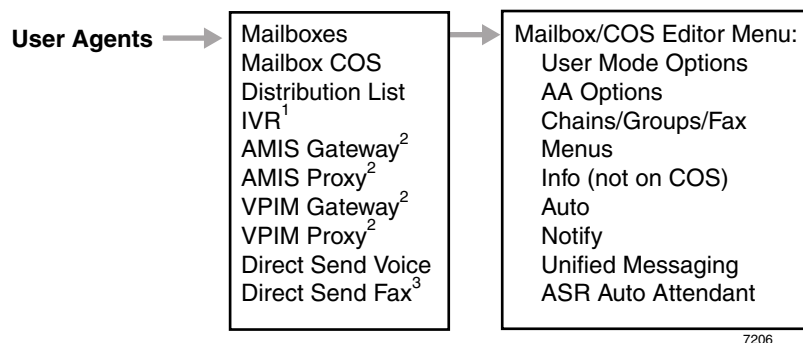 User Agents
Mailboxes
Mailbox COS
Distribution List
IVR1
AMIS Gateway2
AMIS Proxy2
VPIM Gateway2
VPIM Proxy2
Direct Send Voice
Direct Send Fax3
Mailbox/COS Editor Menu:
User Mode Options
AA Options
Chains/Groups/Fax
Menus
Info (not on COS)
Auto
Notify
Unified Messaging
ASR Auto Attendant
7206